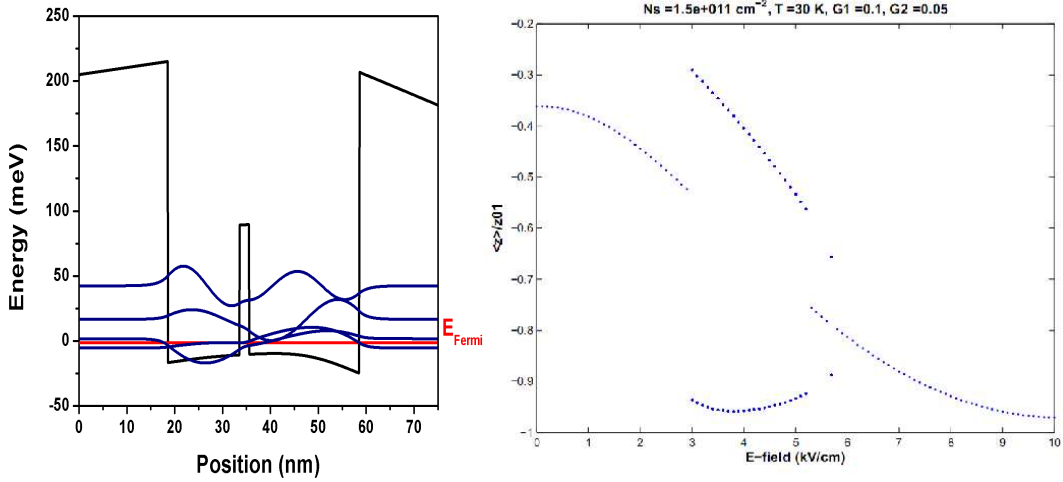 250
200
150
100
50
0
-50
0 10 20 30 40 50 60 70
Energy (meV)
Position (nm)
E Fermi
Ns =1.5e+011 cm⁻², T =30 K, G1 =0.1, G2 =0.05
−0.2
−0.3
−0.4
−0.5
−0.6
−0.7
−0.8
−0.9
−1
0 1 2 3 4 5 6 7 8 9 10
<z>/z01
E−field (kV/cm)